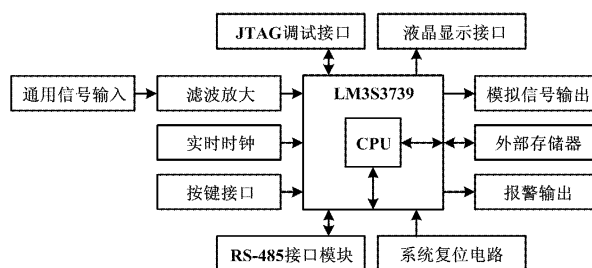 JTAG调试接口
液晶显示接口
通用信号输入
滤波放大
LM3S3739
模拟信号输出
实时时钟
CPU
外部存储器
按键接口
报警输出
RS-485接口模块
系统复位电路